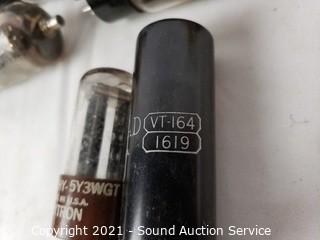 VT-164
1619
Y-5Y3WGT
U.S.A.
TRON
Copyright 2021 - Sound Auction Service